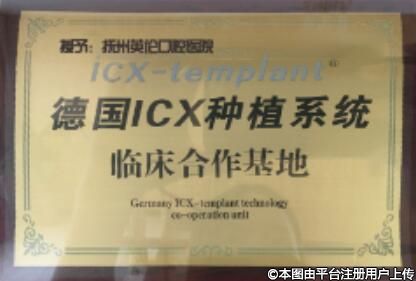 授予：抚州英伦口腔医院
icx-templant®
德国ICX种植系统
临床合作基地
Germany ICX-templant technology
co-operation unit
©本图由平台注册用户上传